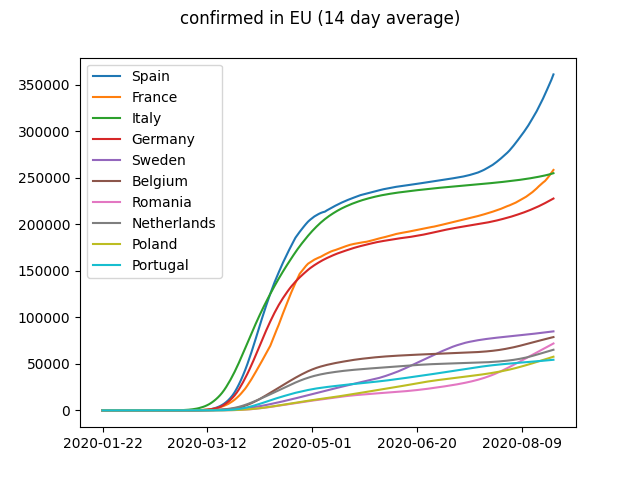 confirmed in EU (14 day average)
350000
300000
250000
200000
150000
100000
50000
0
Spain
France
Italy
Germany
Sweden
Belgium
Romania
Netherlands
Poland
Portugal
2020-01-22 2020-03-12 2020-05-01 2020-06-20 2020-08-09